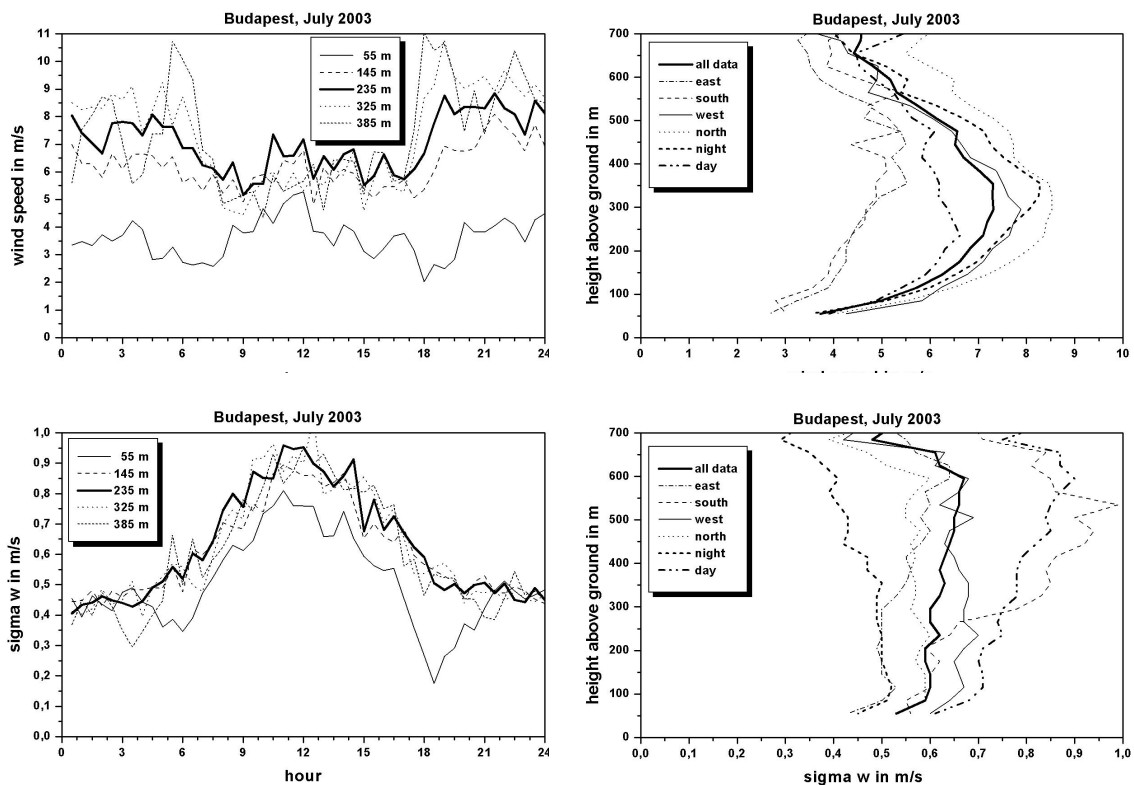 Budapest, July 2003
wind speed in m/s
11
10
9
8
7
6
5
4
3
2
1
0
55 m
145 m
235 m
325 m
385 m
0 3 6 9 12 15 18 21 24
Budapest, July 2003
height above ground in m
700
600
500
400
300
200
100
0
all data
east
south
west
north
night
day
0 1 2 3 4 5 6 7 8 9 10
Budapest, July 2003
sigma w in m/s
1,0
0,9
0,8
0,7
0,6
0,5
0,4
0,3
0,2
0,1
0,0
55 m
145 m
235 m
325 m
385 m
0 3 6 9 12 15 18 21 24
hour
Budapest, July 2003
height above ground in m
700
600
500
400
300
200
100
0
all data
east
south
west
north
night
day
0,0 0,1 0,2 0,3 0,4 0,5 0,6 0,7 0,8 0,9 1,0
sigma w in m/s